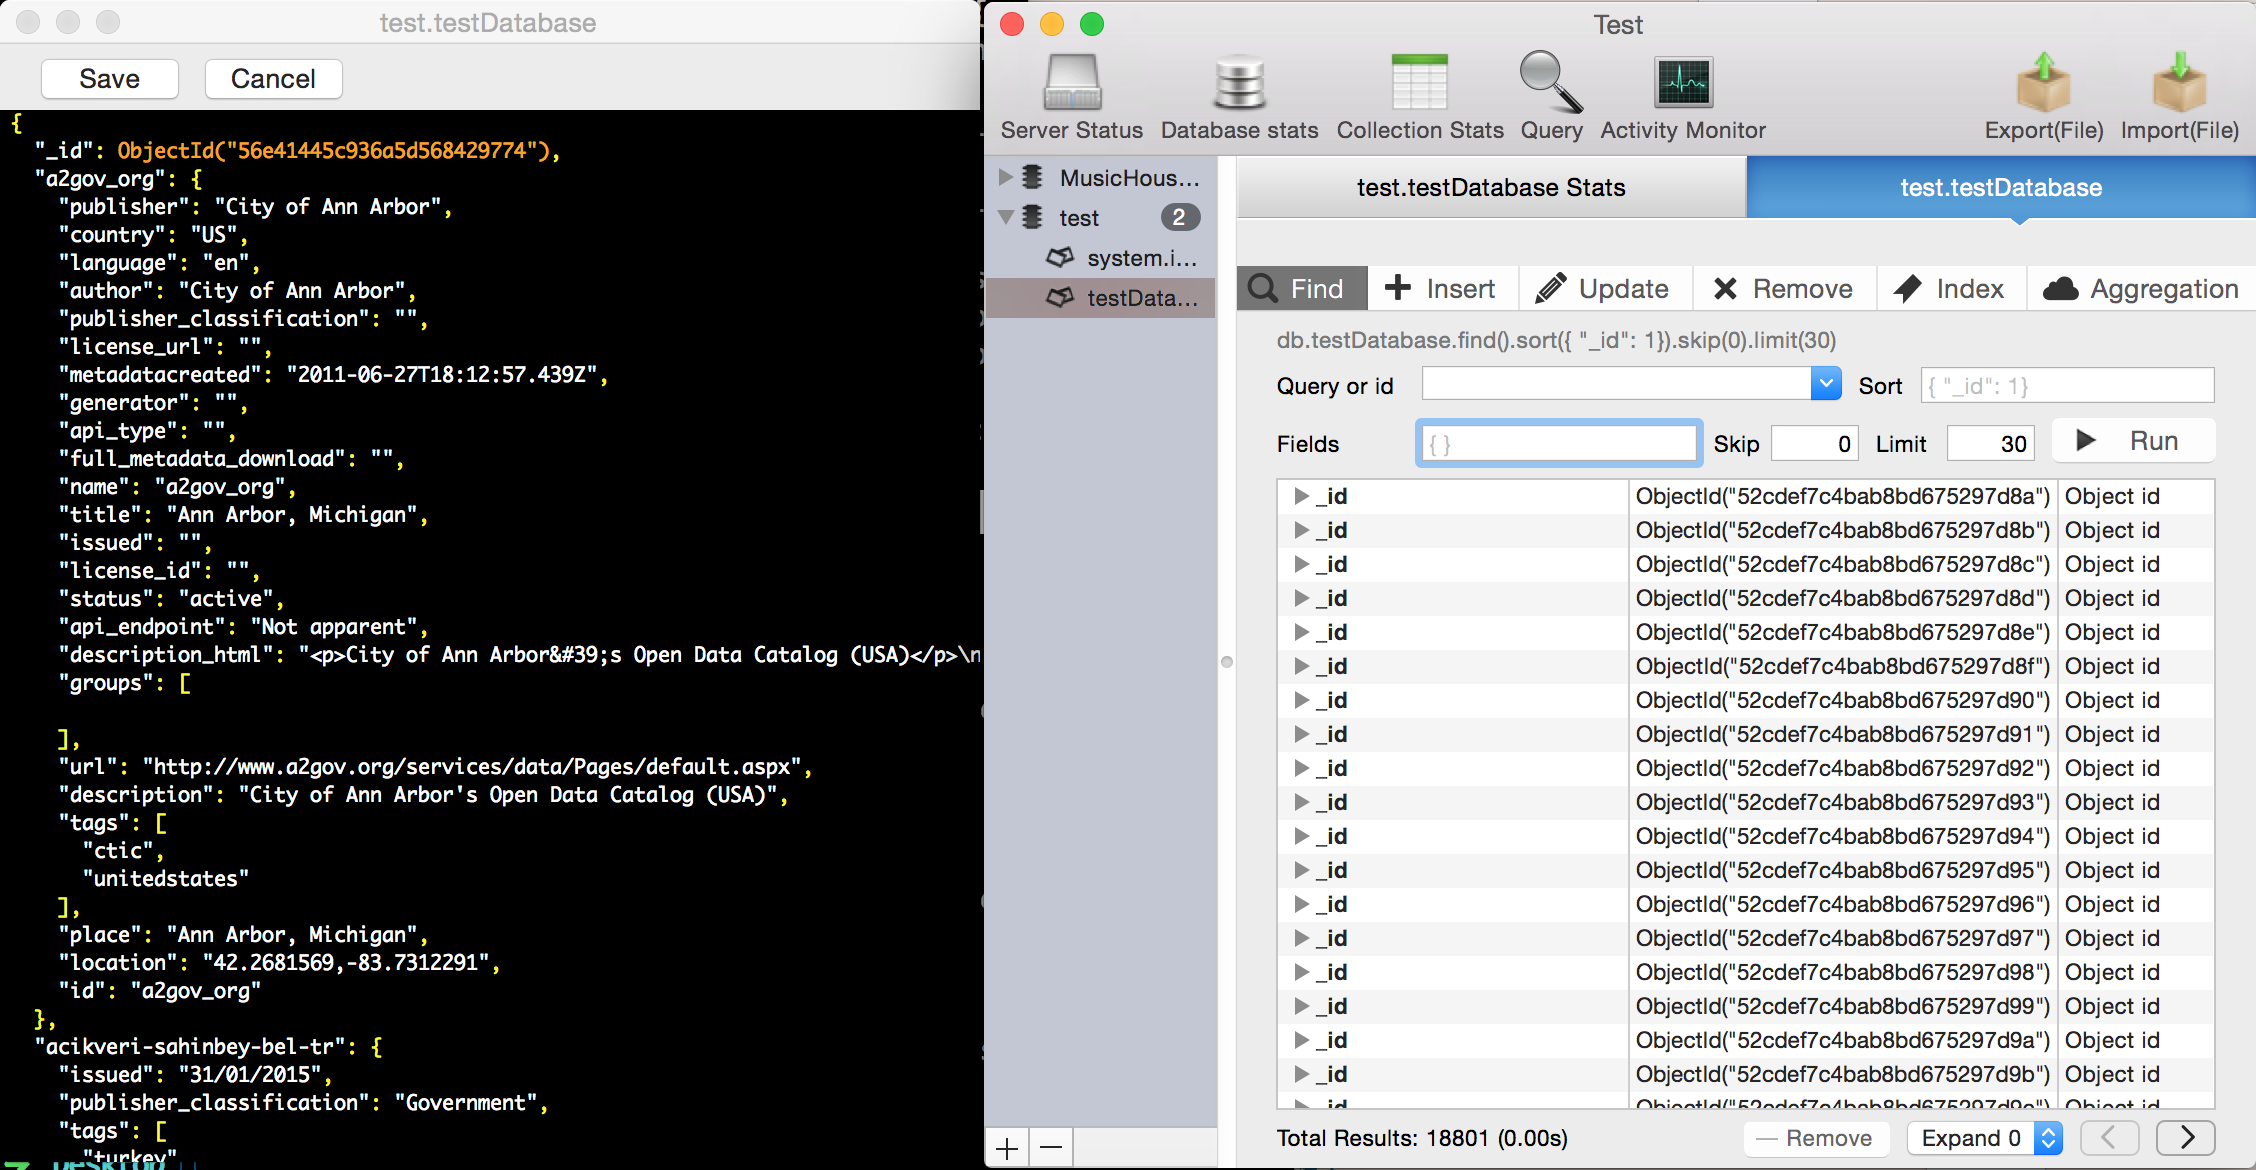 test.testDatabase
Save Cancel
{
"_id": ObjectId("56e41445c936a5d568429774"),
"a2gov_org": {
"publisher": "City of Ann Arbor",
"country": "US",
"language": "en",
"author": "City of Ann Arbor",
"publisher_classification": "",
"license_url": "",
"metadatacreated": "2011-06-27T18:12:57.439Z",
"generator": "",
"api_type": "",
"full_metadata_download": "",
"name": "a2gov_org",
"title": "Ann Arbor, Michigan",
"issued": "",
"license_id": "",
"status": "active",
"api_endpoint": "Not apparent",
"description_html": "<p>City of Ann Arbor&#39;s Open Data Catalog (USA)</p>\n
"groups": [
],
"url": "http://www.a2gov.org/services/data/Pages/default.aspx",
"description": "City of Ann Arbor's Open Data Catalog (USA)",
"tags": [
"ctic",
"unitedstates"
],
"place": "Ann Arbor, Michigan",
"location": "42.2681569,-83.7312291",
"id": "a2gov_org"
},
"acikveri-sahinbey-bel-tr": {
"issued": "31/01/2015",
"publisher_classification": "Government",
"tags": [
"turkey"
Test
Server Status Database stats Collection Stats Query Activity Monitor Export(File) Import(File)
MusicHous...
test 2
system.i...
testData...
test.testDatabase Stats test.testDatabase
Find Insert Update Remove Index Aggregation
db.testDatabase.find().sort({ "_id": 1}).skip(0).limit(30)
Query or id Sort { "_id": 1}
Fields { } Skip 0 Limit 30 Run
_id ObjectId("52cdef7c4bab8bd675297d8a") Object id
_id ObjectId("52cdef7c4bab8bd675297d8b") Object id
_id ObjectId("52cdef7c4bab8bd675297d8c") Object id
_id ObjectId("52cdef7c4bab8bd675297d8d") Object id
_id ObjectId("52cdef7c4bab8bd675297d8e") Object id
_id ObjectId("52cdef7c4bab8bd675297d8f") Object id
_id ObjectId("52cdef7c4bab8bd675297d90") Object id
_id ObjectId("52cdef7c4bab8bd675297d91") Object id
_id ObjectId("52cdef7c4bab8bd675297d92") Object id
_id ObjectId("52cdef7c4bab8bd675297d93") Object id
_id ObjectId("52cdef7c4bab8bd675297d94") Object id
_id ObjectId("52cdef7c4bab8bd675297d95") Object id
_id ObjectId("52cdef7c4bab8bd675297d96") Object id
_id ObjectId("52cdef7c4bab8bd675297d97") Object id
_id ObjectId("52cdef7c4bab8bd675297d98") Object id
_id ObjectId("52cdef7c4bab8bd675297d99") Object id
_id ObjectId("52cdef7c4bab8bd675297d9a") Object id
_id ObjectId("52cdef7c4bab8bd675297d9b") Object id
_id ObjectId("52cdef7c4bab8bd675297d9c") Object id
Total Results: 18801 (0.00s) Remove Expand 0